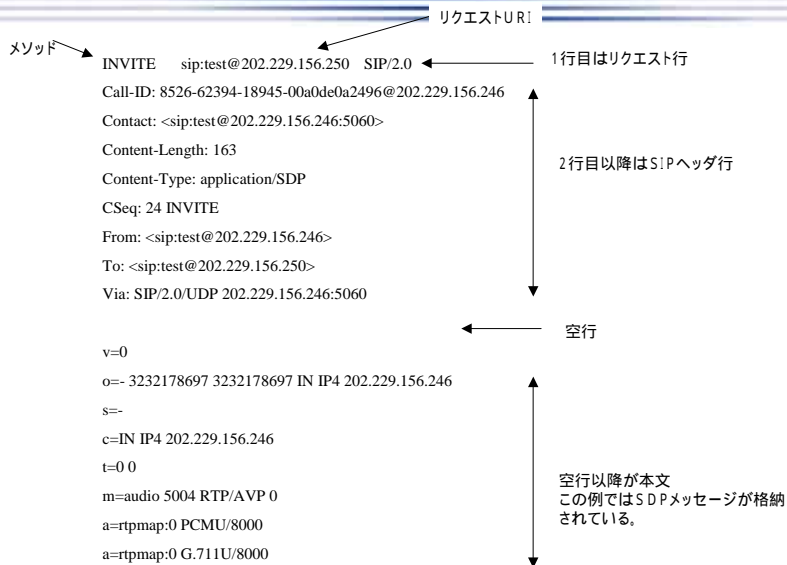 リクエストURI
メソッド
INVITE sip:test@202.229.156.250 SIP/2.0
1行目はリクエスト行
Call-ID: 8526-62394-18945-00a0de0a2496@202.229.156.246
Contact: <sip:test@202.229.156.246:5060>
Content-Length: 163
Content-Type: application/SDP
CSeq: 24 INVITE
From: <sip:test@202.229.156.246>
To: <sip:test@202.229.156.250>
Via: SIP/2.0/UDP 202.229.156.246:5060
2行目以降はSIPヘッダ行
空行
v=0
o=- 3232178697 3232178697 IN IP4 202.229.156.246
s=-
c=IN IP4 202.229.156.246
t=0 0
m=audio 5004 RTP/AVP 0
a=rtpmap:0 PCMU/8000
a=rtpmap:0 G.711U/8000
空行以降が本文
この例ではSDPメッセージが格納
されている。